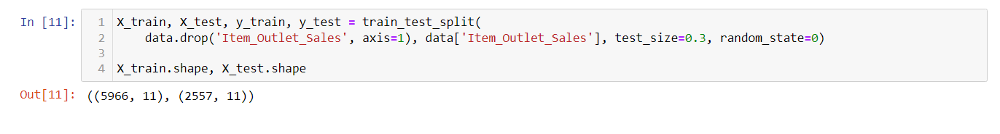 In [11]:
1 X_train, X_test, y_train, y_test = train_test_split(
2     data.drop('Item_Outlet_Sales', axis=1), data['Item_Outlet_Sales'], test_size=0.3, random_state=0)
3
4 X_train.shape, X_test.shape
Out[11]: ((5966, 11), (2557, 11))